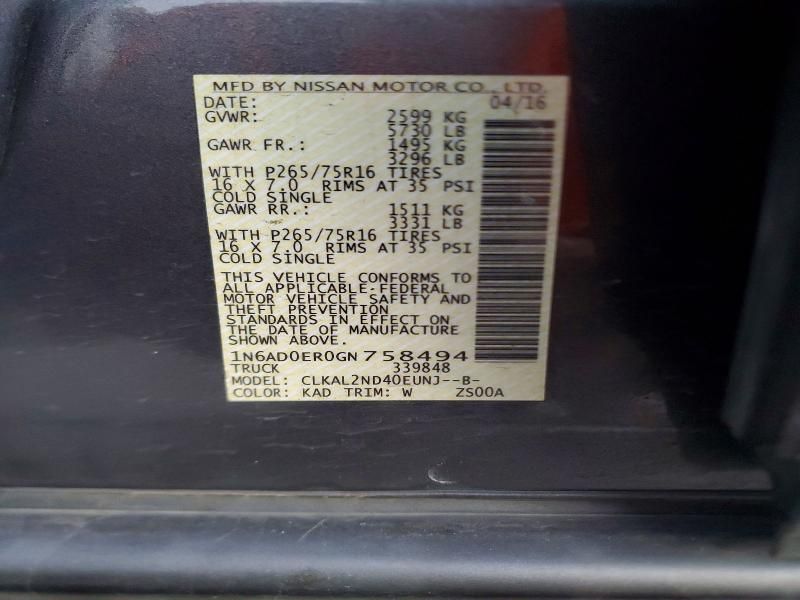 MFD BY NISSAN MOTOR CO., LTD.
DATE: 04/16
GVWR: 2599 KG
5730 LB
GAWR FR.: 1495 KG
3296 LB
WITH P265/75R16 TIRES
16 X 7.0 RIMS AT 35 PSI
COLD SINGLE
GAWR RR.: 1511 KG
3331 LB
WITH P265/75R16 TIRES
16 X 7.0 RIMS AT 35 PSI
COLD SINGLE
THIS VEHICLE CONFORMS TO
ALL APPLICABLE-FEDERAL
MOTOR VEHICLE SAFETY AND
THEFT PREVENTION
STANDARDS IN EFFECT ON
THE DATE OF MANUFACTURE
SHOWN ABOVE.
1N6AD0ER0GN758494
TRUCK 339848
MODEL: CLKAL2ND40EUNJ--B-
COLOR: KAD TRIM: W ZS00A